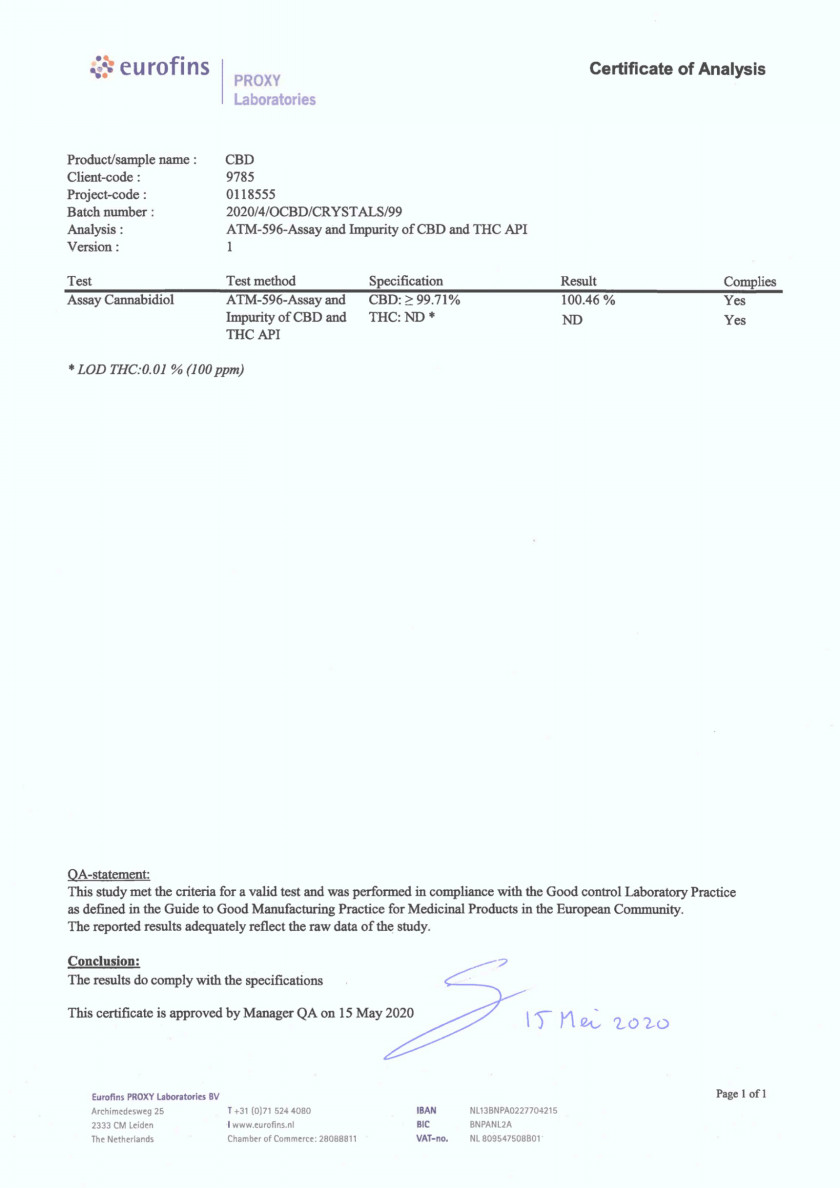 eurofins
PROXY
Laboratories
Certificate of Analysis
Product/sample name : CBD
Client-code : 9785
Project-code : 0118555
Batch number : 2020/4/OCBD/CRYSTALS/99
Analysis : ATM-596-Assay and Impurity of CBD and THC API
Version : 1
Test Test method Specification Result Complies
Assay Cannabidiol ATM-596-Assay and CBD: ≥ 99.71% 100.46 % Yes
Impurity of CBD and THC: ND * ND Yes
THC API
* LOD THC:0.01 % (100 ppm)
QA-statement:
This study met the criteria for a valid test and was performed in compliance with the Good control Laboratory Practice
as defined in the Guide to Good Manufacturing Practice for Medicinal Products in the European Community.
The reported results adequately reflect the raw data of the study.
Conclusion:
The results do comply with the specifications
This certificate is approved by Manager QA on 15 May 2020
15 Mei 2020
Page 1 of 1
Eurofins PROXY Laboratories BV
Archimedesweg 25 T +31 (0)71 524 4080 IBAN NL13BNPA0227704215
2333 CM Leiden I www.eurofins.nl BIC BNPANL2A
The Netherlands Chamber of Commerce: 28088811 VAT-no. NL 809547508B01